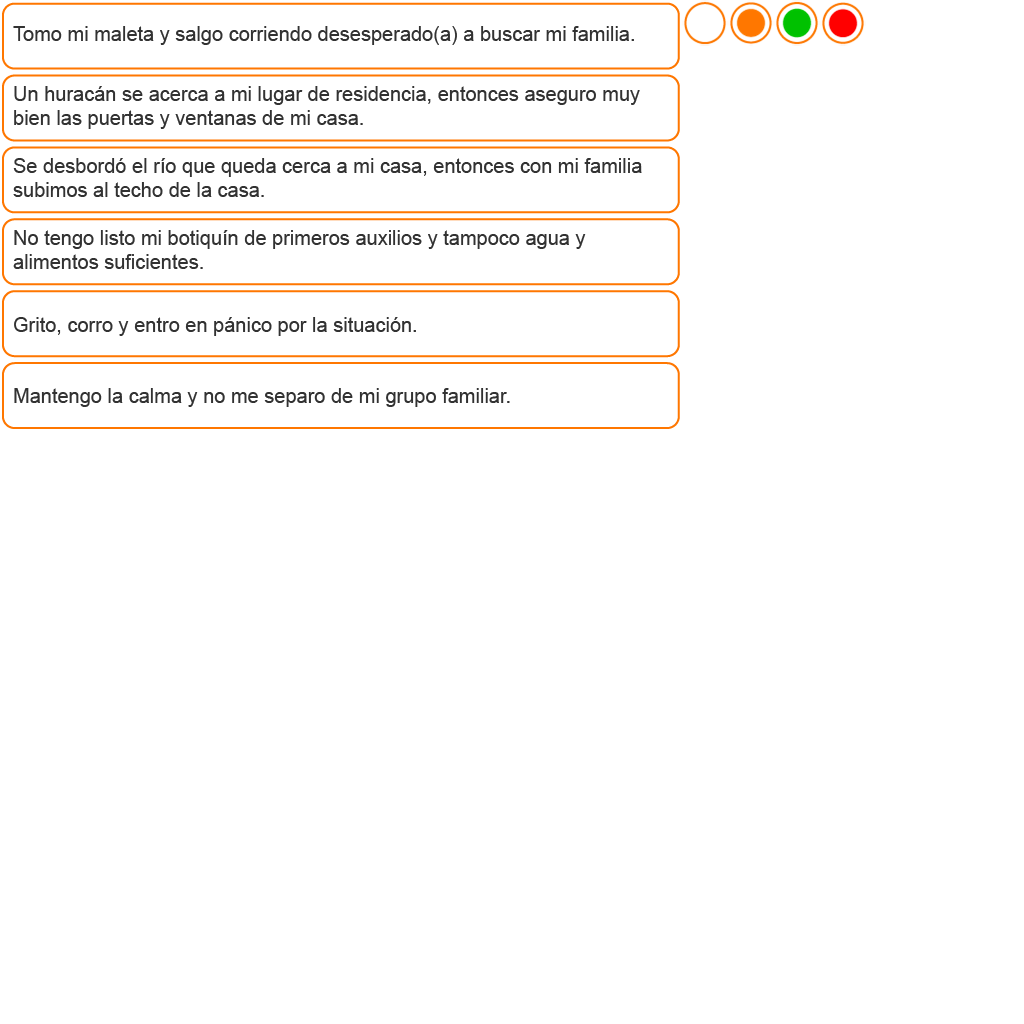 Tomo mi maleta y salgo corriendo desesperado(a) a buscar mi familia.
Un huracán se acerca a mi lugar de residencia, entonces aseguro muy
bien las puertas y ventanas de mi casa.
Se desbordó el río que queda cerca a mi casa, entonces con mi familia
subimos al techo de la casa.
No tengo listo mi botiquín de primeros auxilios y tampoco agua y
alimentos suficientes.
Grito, corro y entro en pánico por la situación.
Mantengo la calma y no me separo de mi grupo familiar.